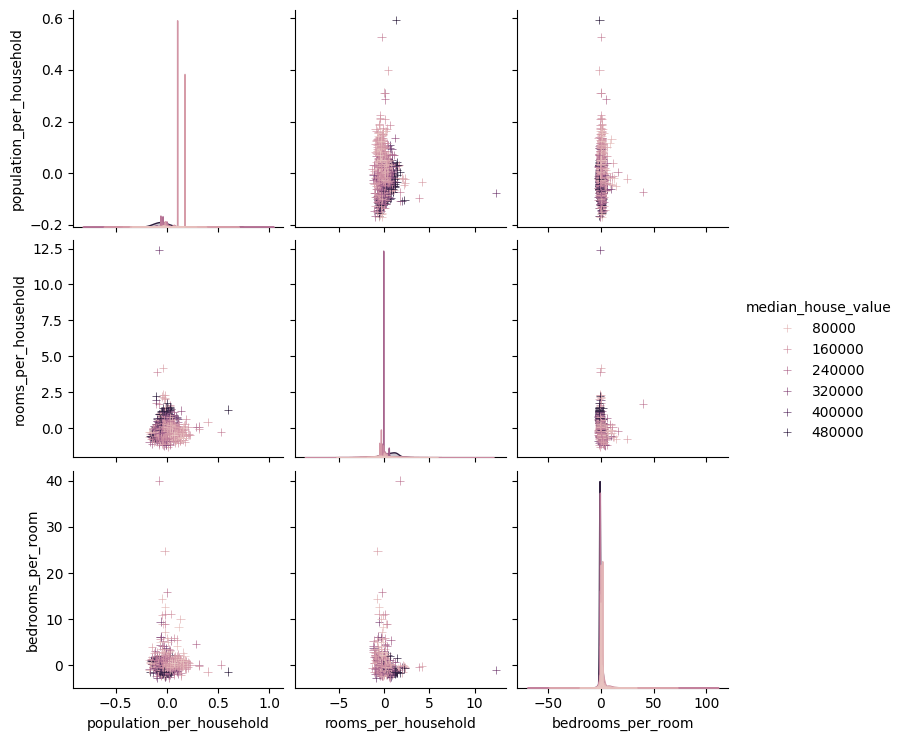 population_per_household
0.6
0.4
0.2
0.0
−0.2
rooms_per_household
12.5
10.0
7.5
5.0
2.5
0.0
median_house_value
80000
160000
240000
320000
400000
480000
bedrooms_per_room
40
30
20
10
0
−0.5 0.0 0.5 1.0
−5 0 5 10
−50 0 50 100
population_per_household
rooms_per_household
bedrooms_per_room